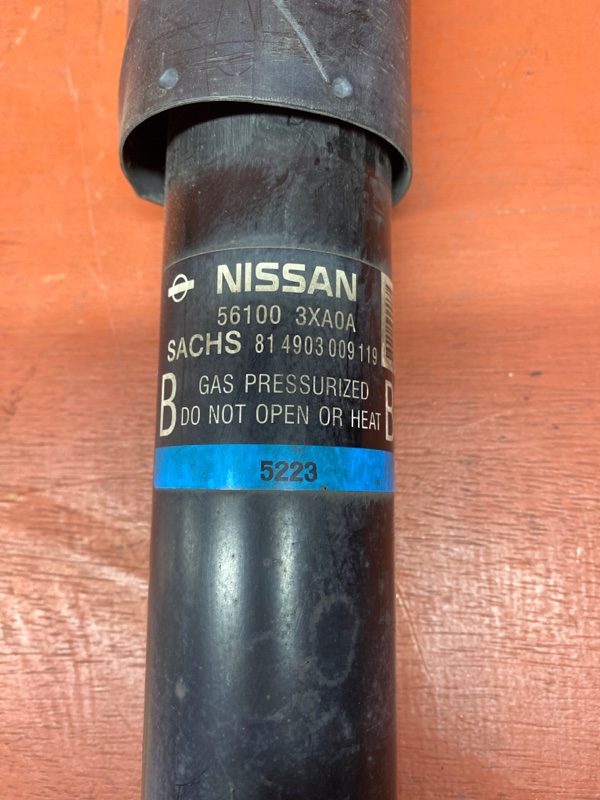 NISSAN
56100 3XA0A
SACHS 81 4903 009 119
B GAS PRESSURIZED B
DO NOT OPEN OR HEAT
5223